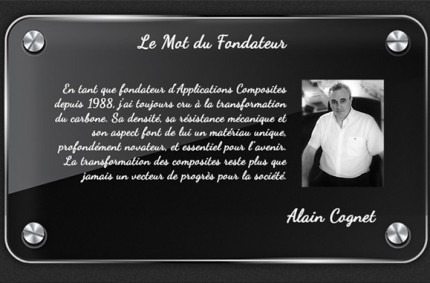 Le Mot du Fondateur
En tant que fondateur d'Applications Composites
depuis 1988, j'ai toujours cru à la transformation
du carbone. Sa densité, sa résistance mécanique et
son aspect font de lui un matériau unique,
profondément novateur, et essentiel pour l'avenir.
La transformation des composites reste plus que
jamais un vecteur de progrès pour la société.
Alain Cognet